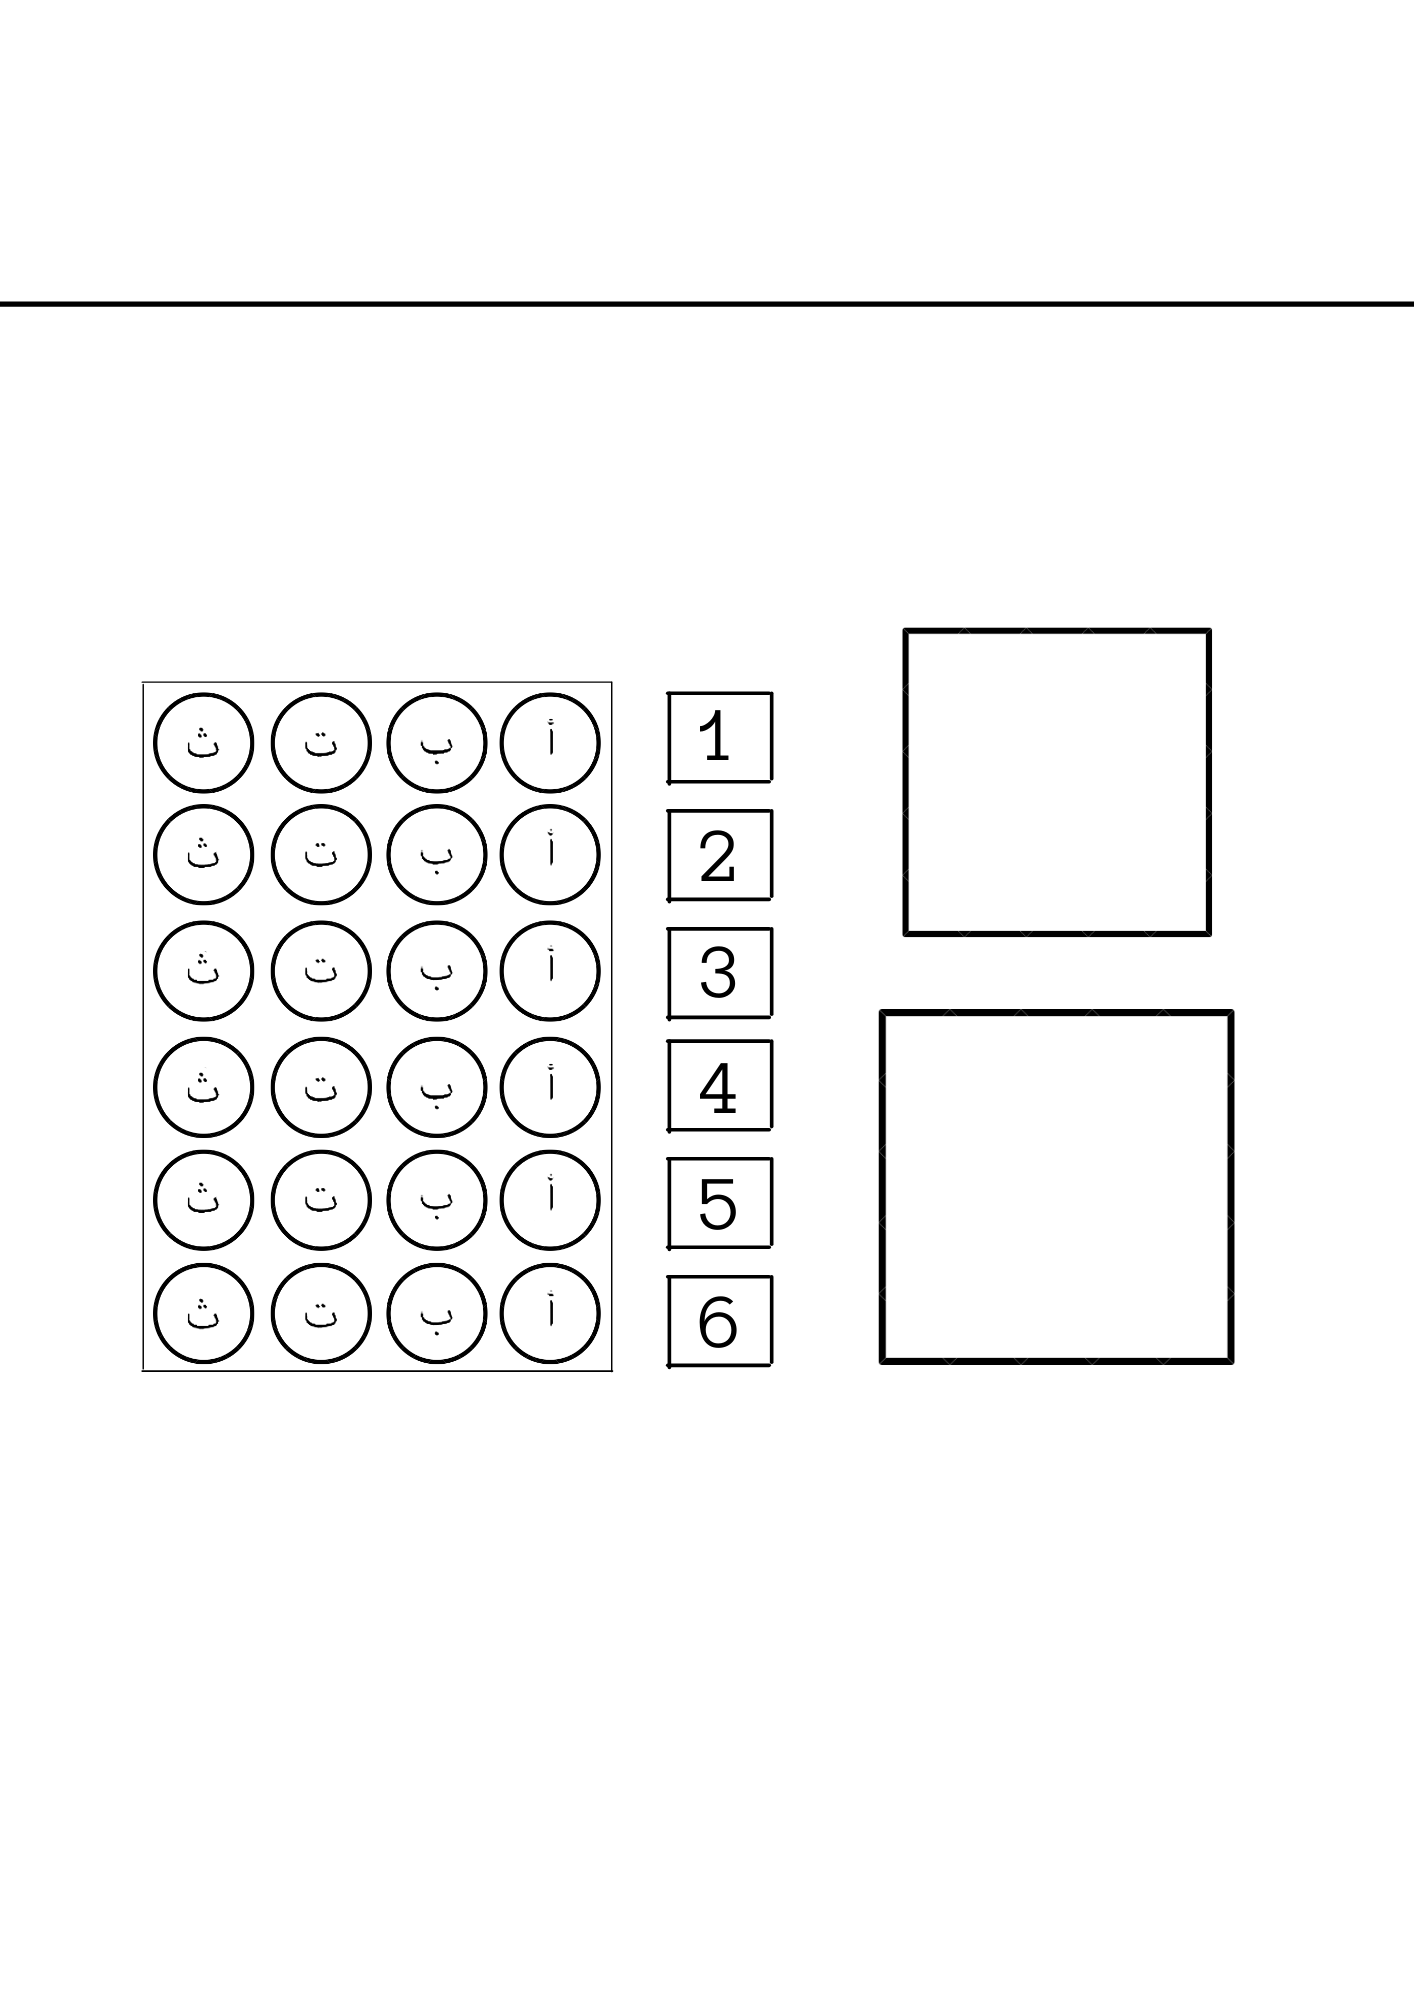 1 أ ب ت ث
2 أ ب ت ث
3 أ ب ت ث
4 أ ب ت ث
5 أ ب ت ث
6 أ ب ت ث